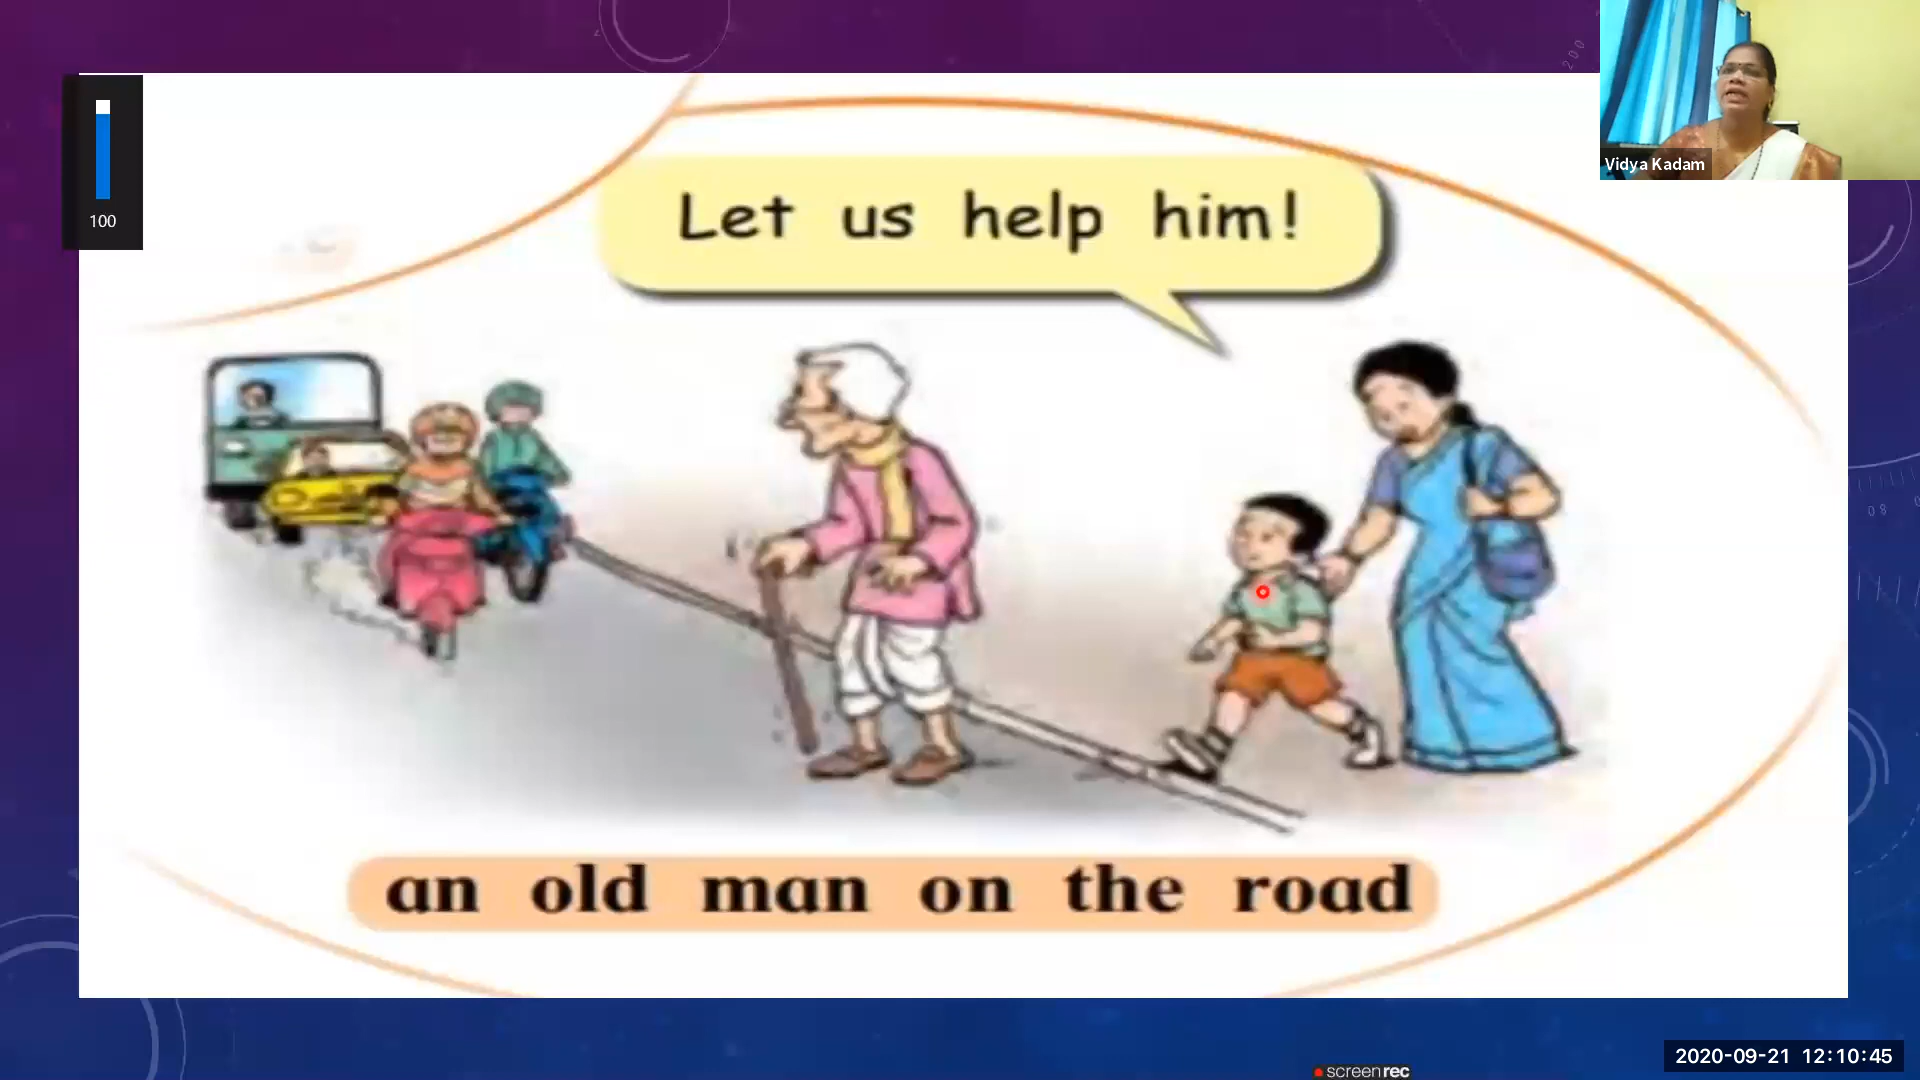 100
Let us help him!
Vidya Kadam
an old man on the road
2020-09-21 12:10:45
screenrec